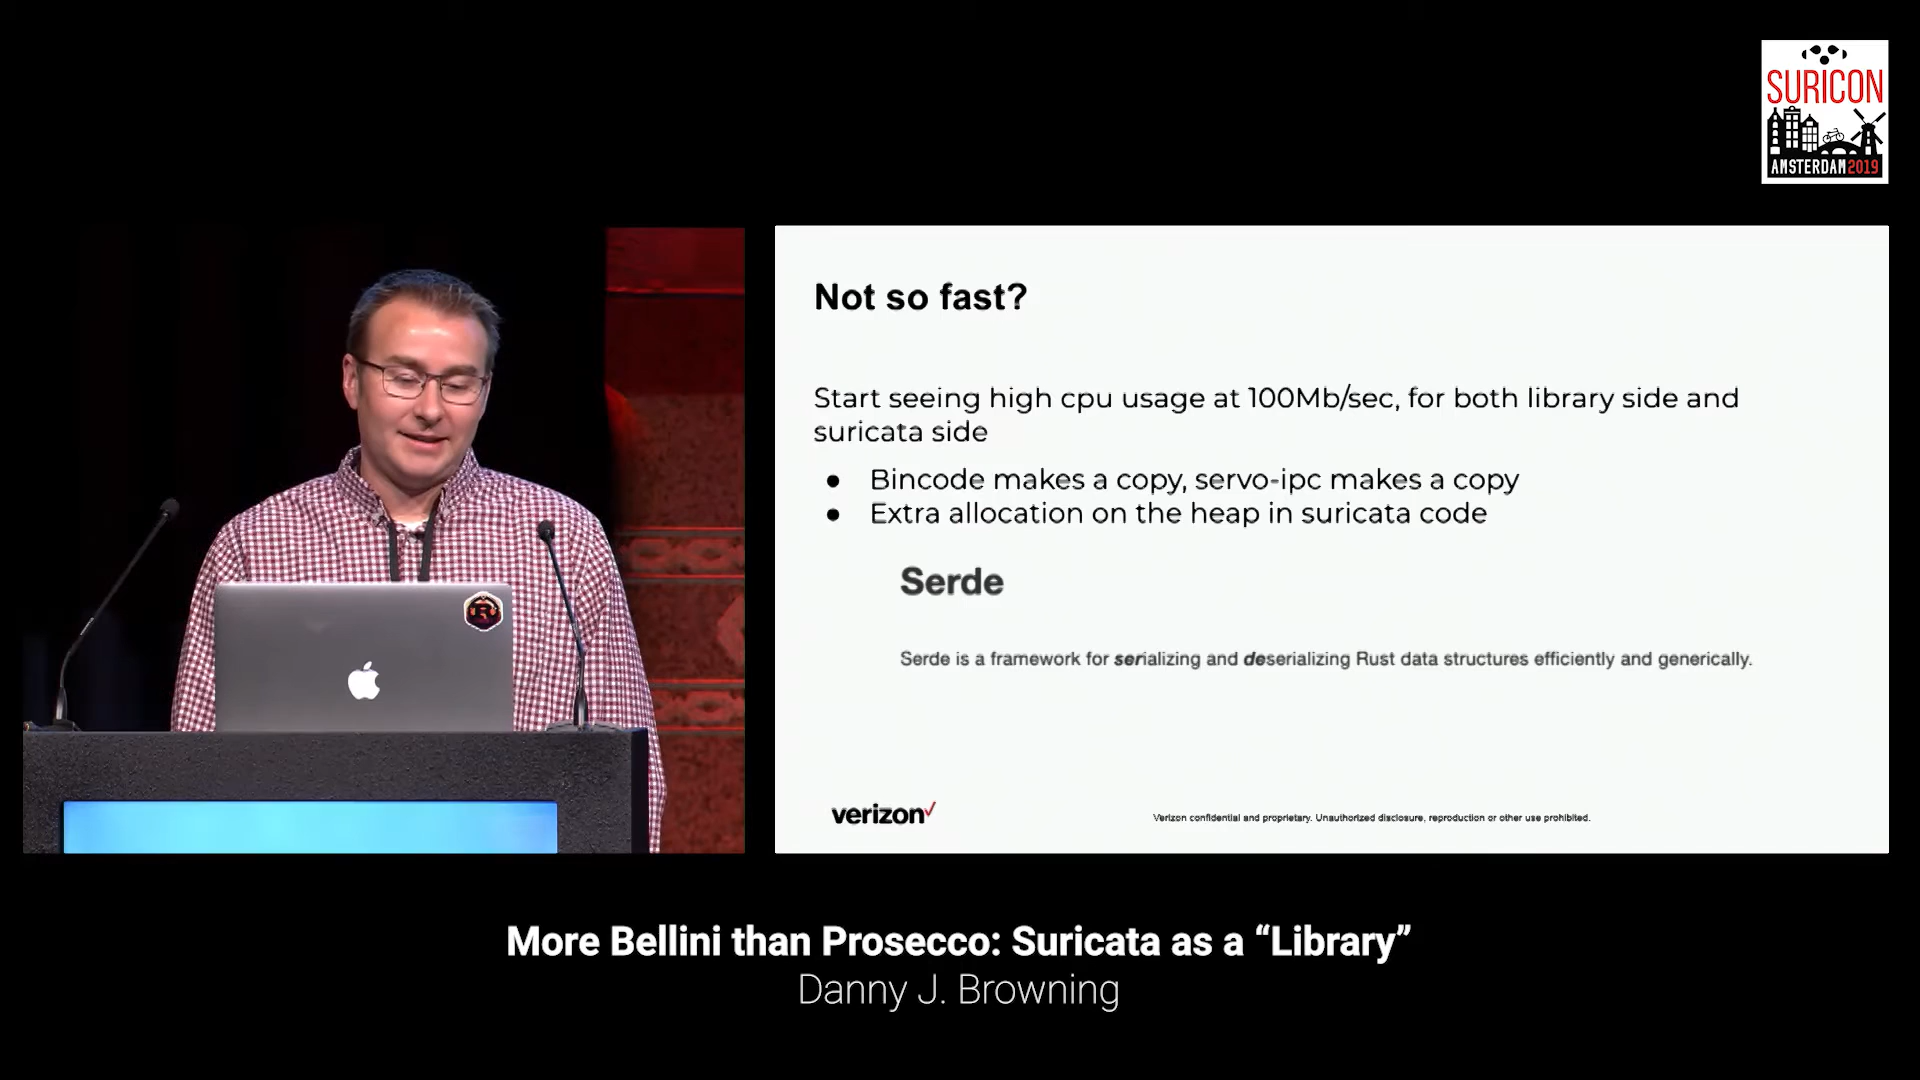 SURICON
AMSTERDAM 2019
Not so fast?
Start seeing high cpu usage at 100Mb/sec, for both library side and
suricata side
● Bincode makes a copy, servo-ipc makes a copy
● Extra allocation on the heap in suricata code
Serde
Serde is a framework for serializing and deserializing Rust data structures efficiently and generically.
verizon✓
Verizon confidential and proprietary. Unauthorized disclosure, reproduction or other use prohibited.
R
More Bellini than Prosecco: Suricata as a “Library”
Danny J. Browning